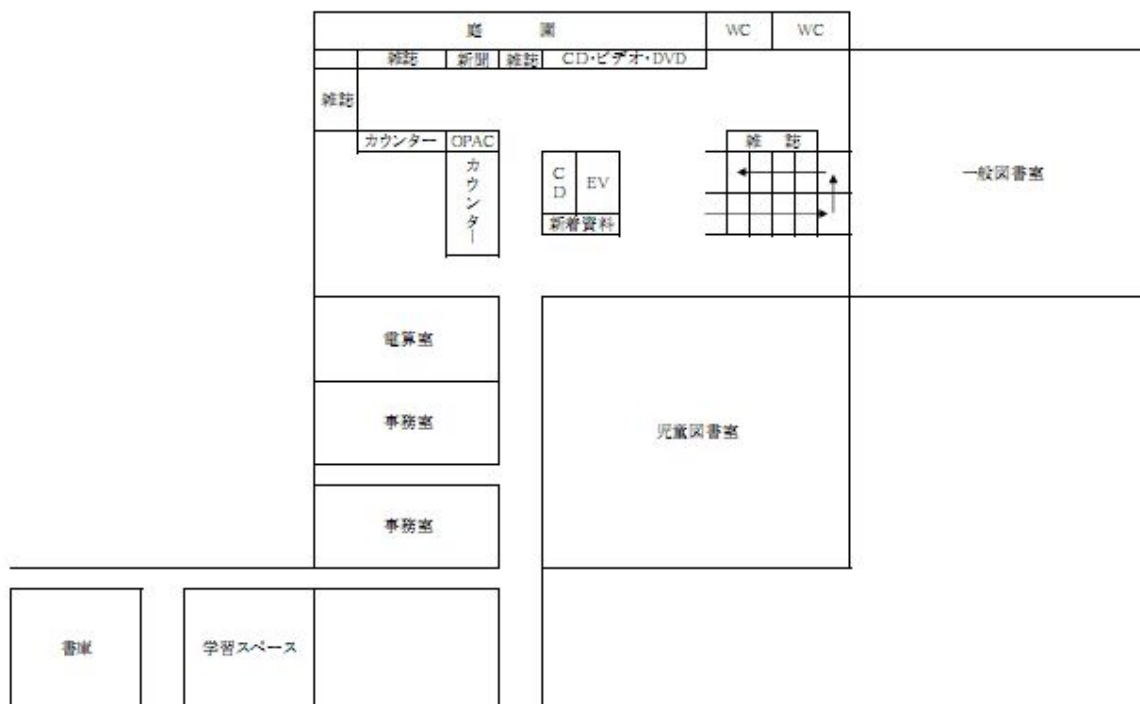 庭 園
WC
WC
雑誌
新聞
雑誌
CD・ビデオ・DVD
雑誌
カウンター
OPAC
雑 誌
カウンター
CD
EV
一般図書室
新着資料
電算室
事務室
児童図書室
事務室
書庫
学習スペース